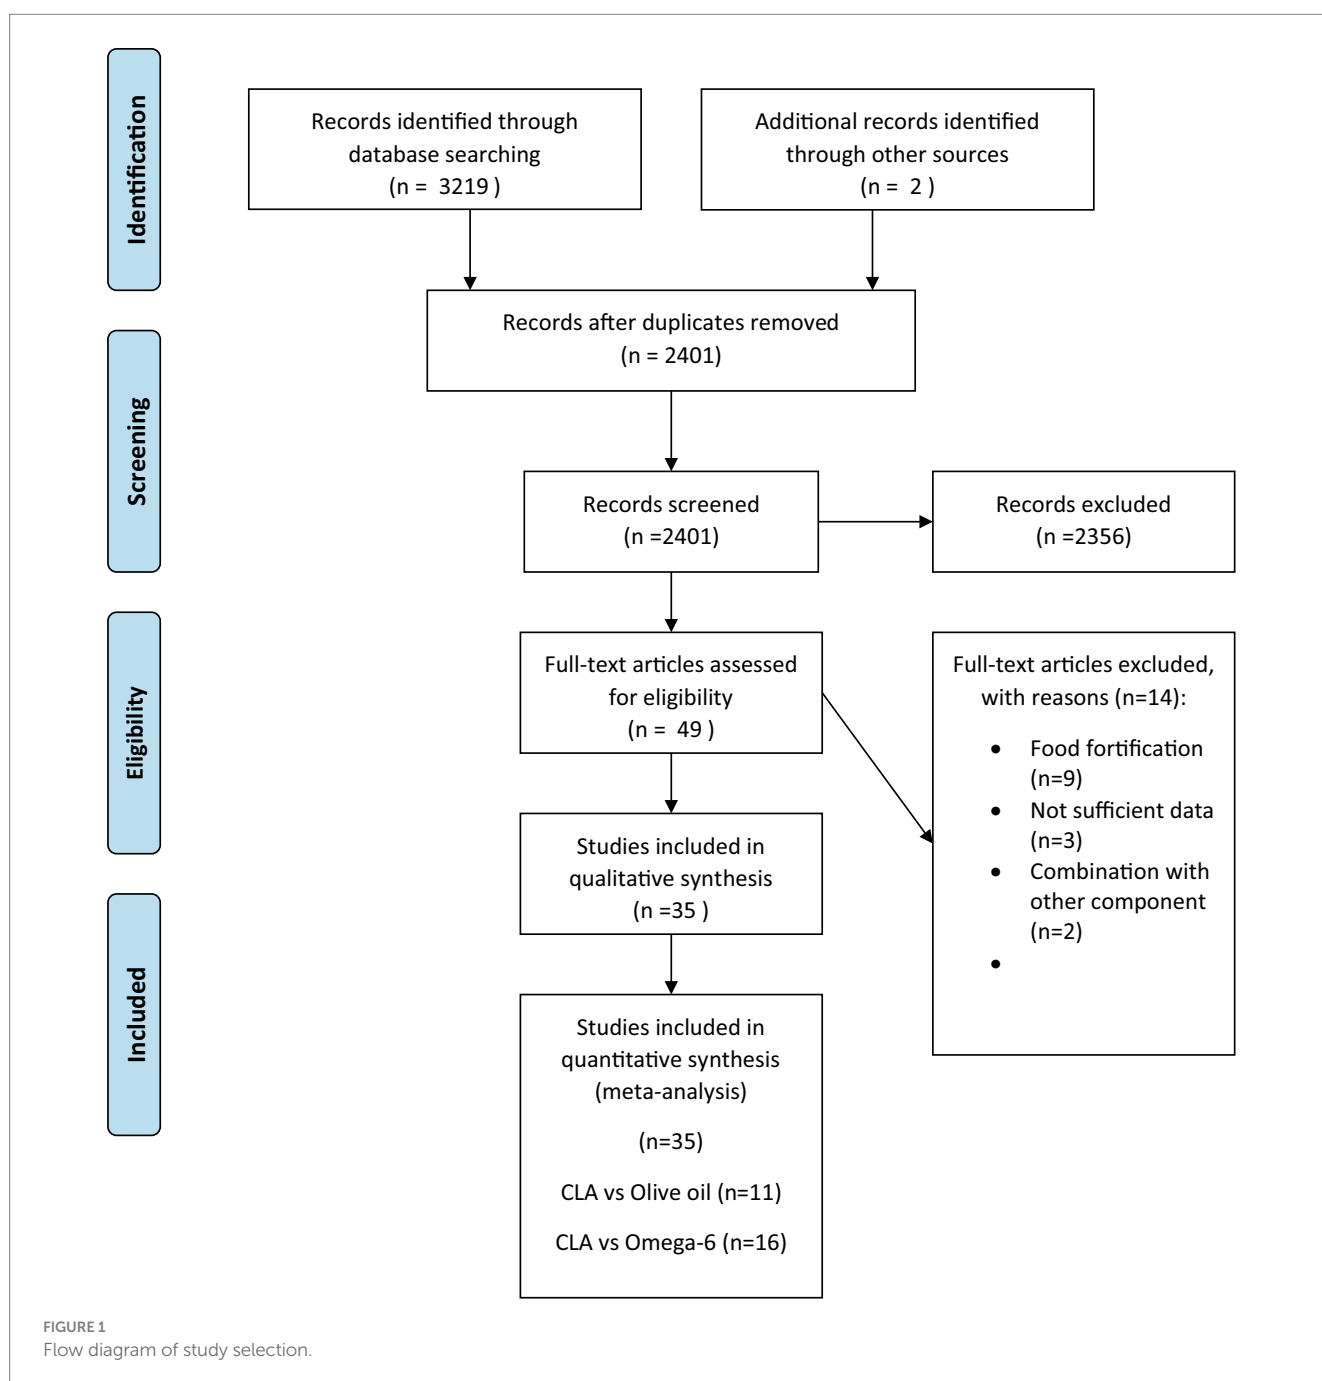 Identification
Records identified through
database searching
(n = 3219 )
Additional records identified
through other sources
(n = 2 )
Records after duplicates removed
(n = 2401)
Screening
Records screened
(n =2401)
Records excluded
(n =2356)
Eligibility
Full-text articles assessed
for eligibility
(n = 49 )
Full-text articles excluded,
with reasons (n=14):
• Food fortification
(n=9)
• Not sufficient data
(n=3)
• Combination with
other component
(n=2)
•
Studies included in
qualitative synthesis
(n =35 )
Included
Studies included in
quantitative synthesis
(meta-analysis)
(n=35)
CLA vs Olive oil (n=11)
CLA vs Omega-6 (n=16)
FIGURE 1
Flow diagram of study selection.